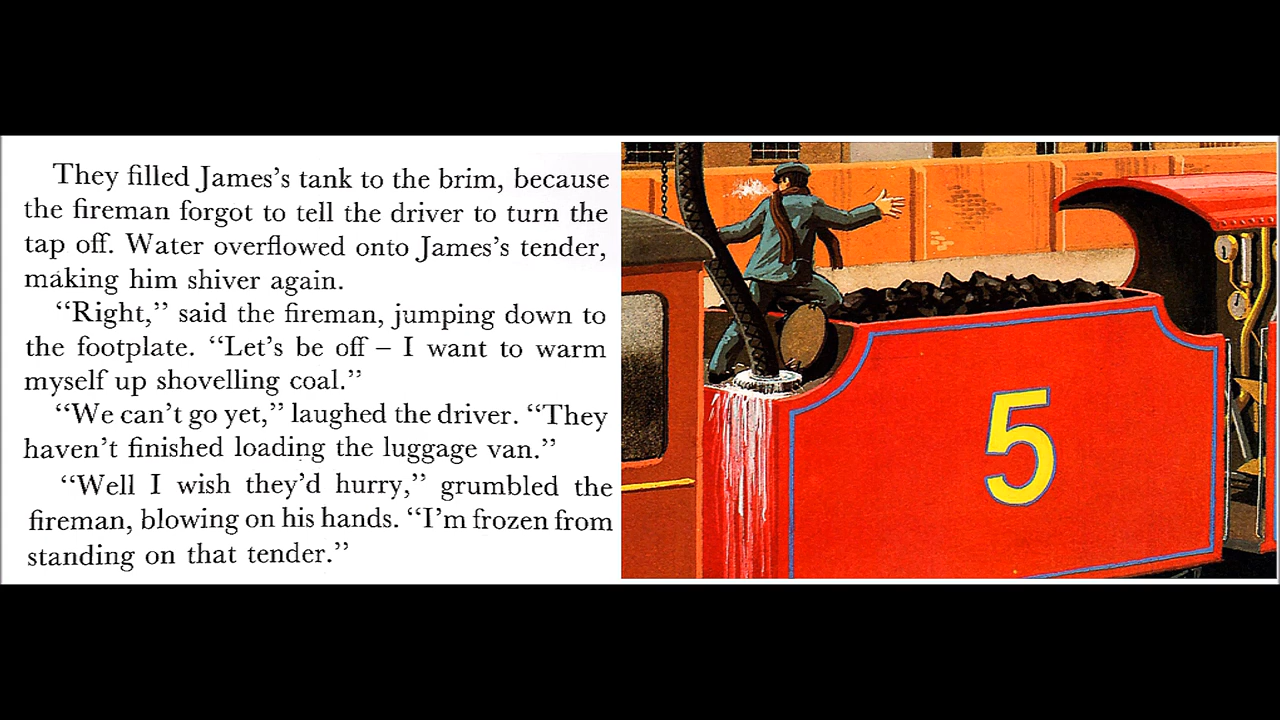 They filled James's tank to the brim, because
the fireman forgot to tell the driver to turn the
tap off. Water overflowed onto James's tender,
making him shiver again.
“Right,” said the fireman, jumping down to
the footplate. “Let's be off – I want to warm
myself up shovelling coal.”
“We can't go yet,” laughed the driver. “They
haven't finished loading the luggage van.”
“Well I wish they'd hurry,” grumbled the
fireman, blowing on his hands. “I'm frozen from
standing on that tender.”
5